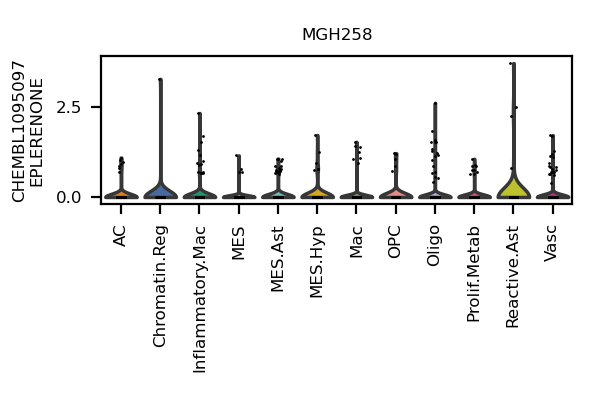 MGH258
CHEMBL1095097
EPLERENONE
2.5
0.0
AC
Chromatin.Reg
Inflammatory.Mac
MES
MES.Ast
MES.Hyp
Mac
OPC
Oligo
Prolif.Metab
Reactive.Ast
Vasc